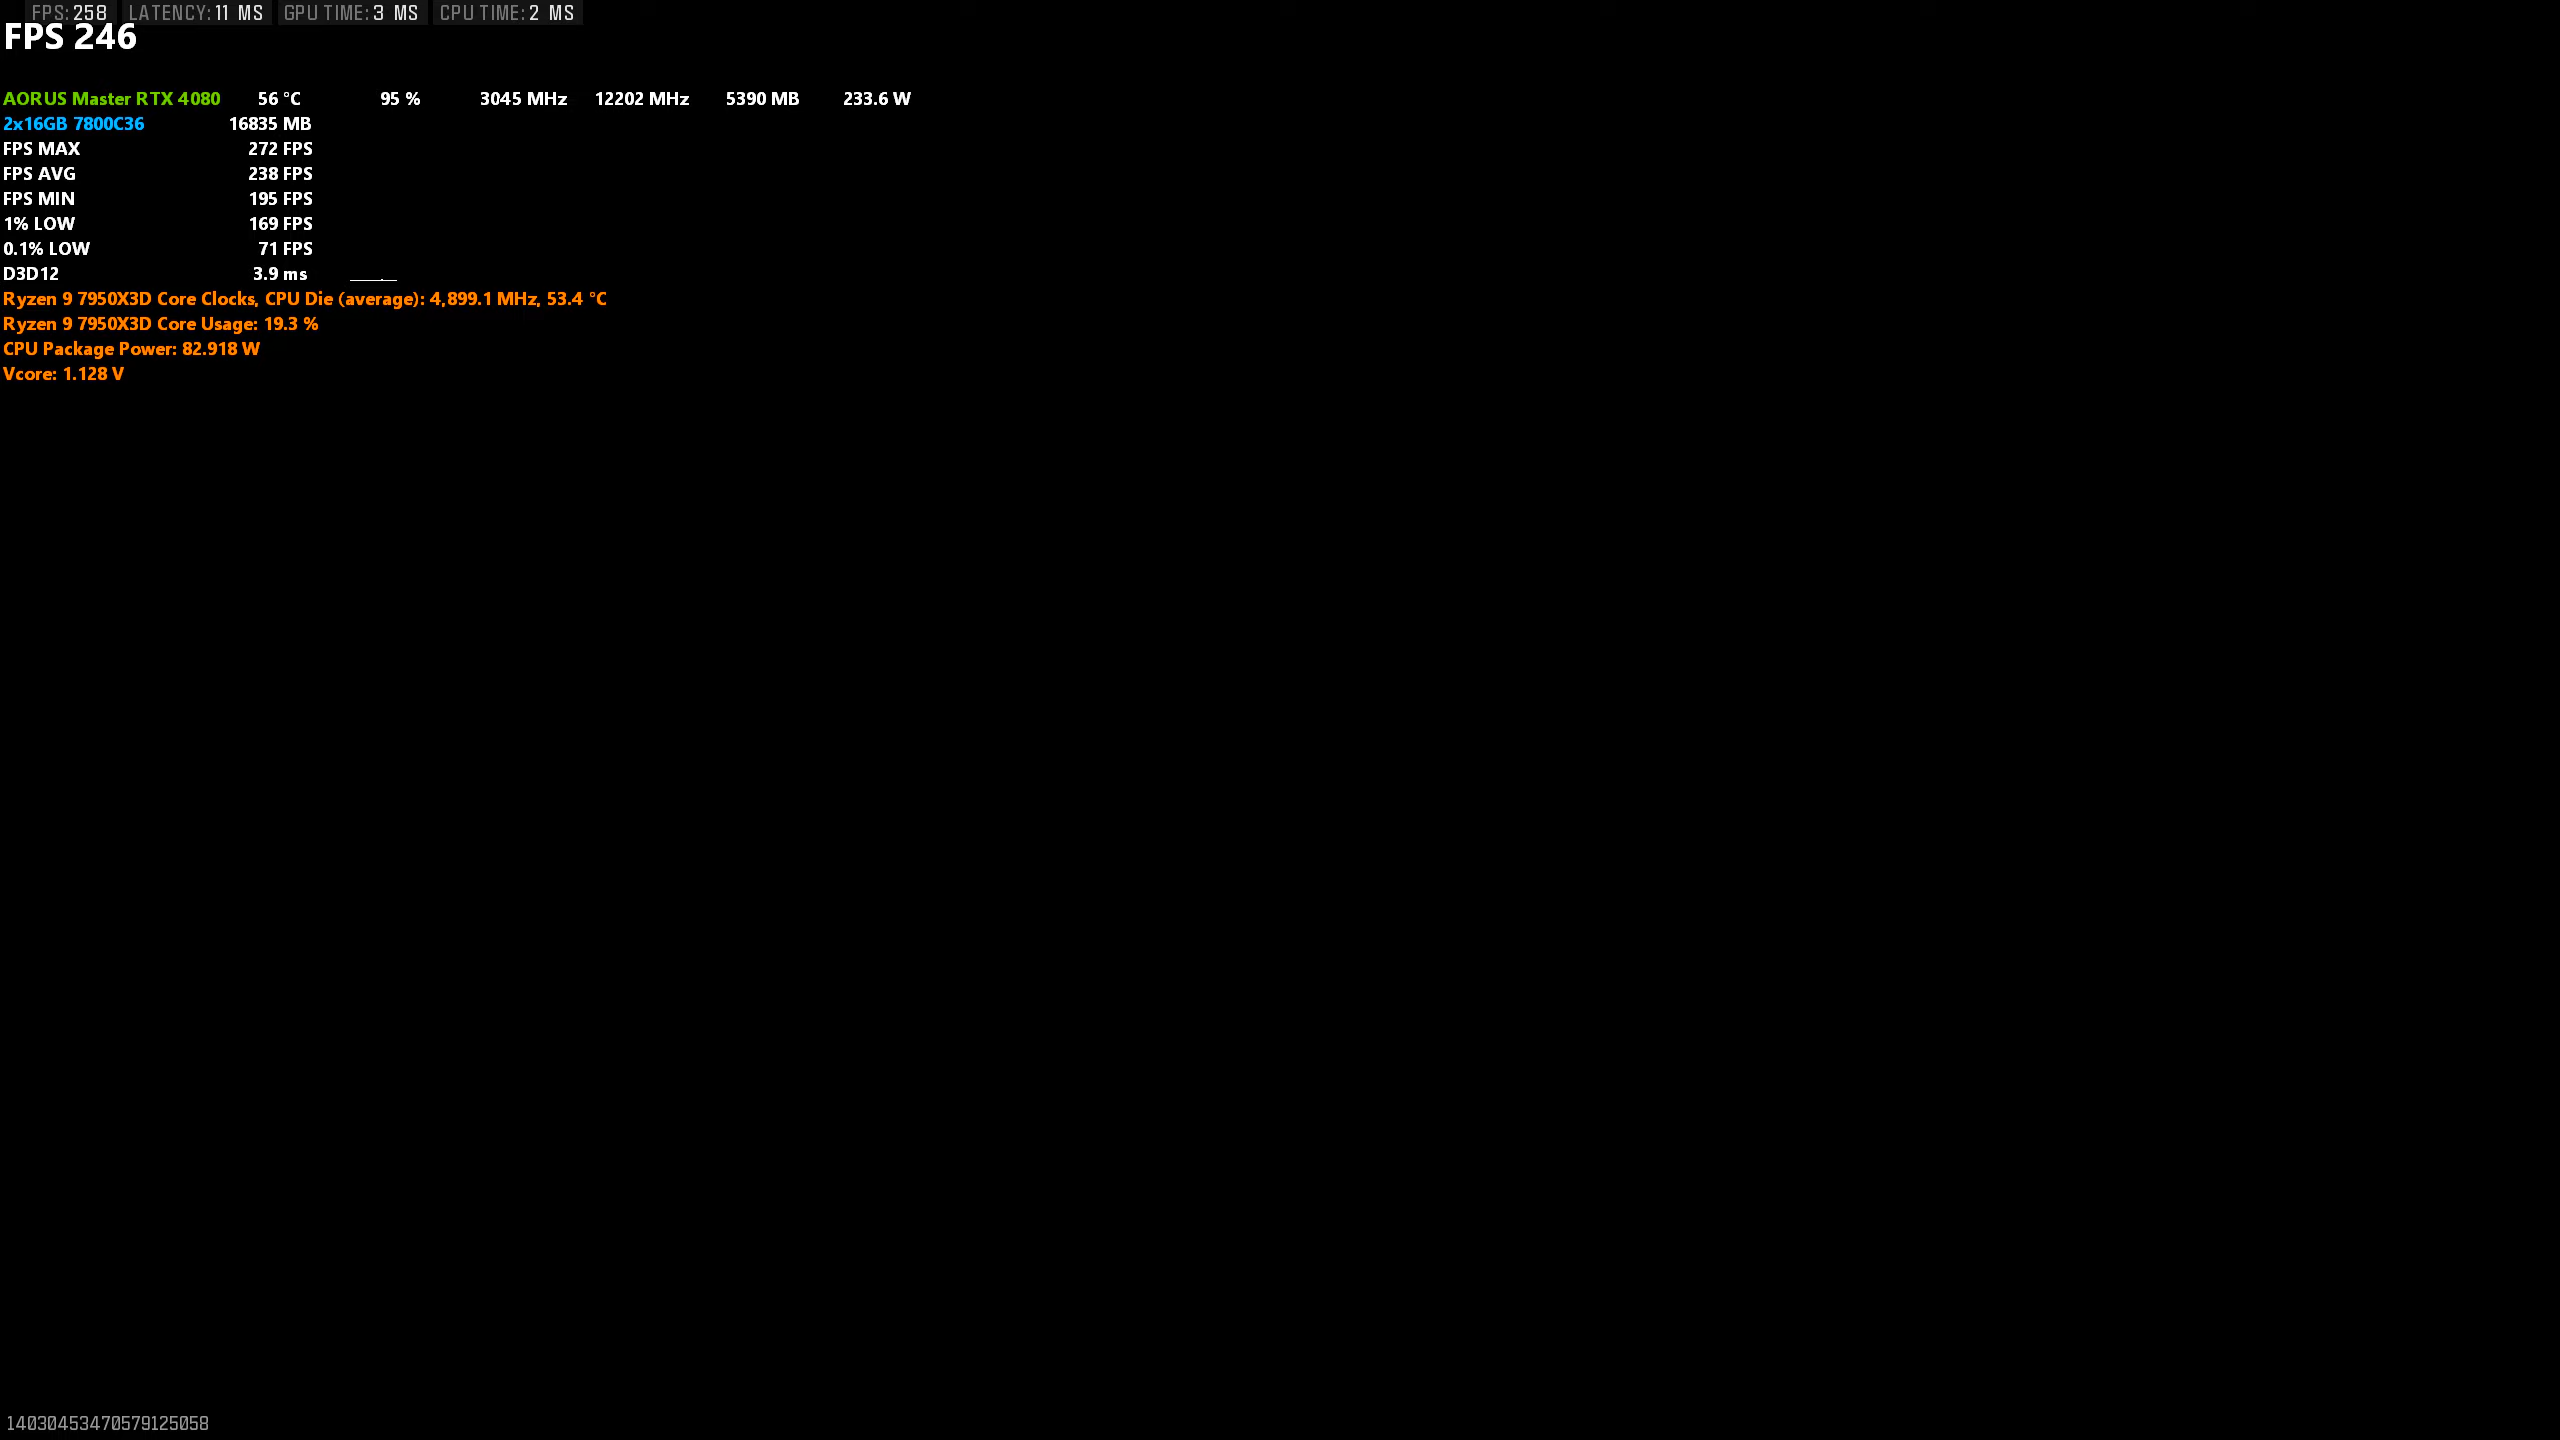 FPS: 258 LATENCY: 11 MS GPU TIME: 3 MS CPU TIME: 2 MS
FPS 246
AORUS Master RTX 4080 56 °C 95 % 3045 MHz 12202 MHz 5390 MB 233.6 W
2x16GB 7800C36 16835 MB
FPS MAX 272 FPS
FPS AVG 238 FPS
FPS MIN 195 FPS
1% LOW 169 FPS
0.1% LOW 71 FPS
D3D12 3.9 ms
Ryzen 9 7950X3D Core Clocks, CPU Die (average): 4,899.1 MHz, 53.4 °C
Ryzen 9 7950X3D Core Usage: 19.3 %
CPU Package Power: 82.918 W
Vcore: 1.128 V
14030453470579125058